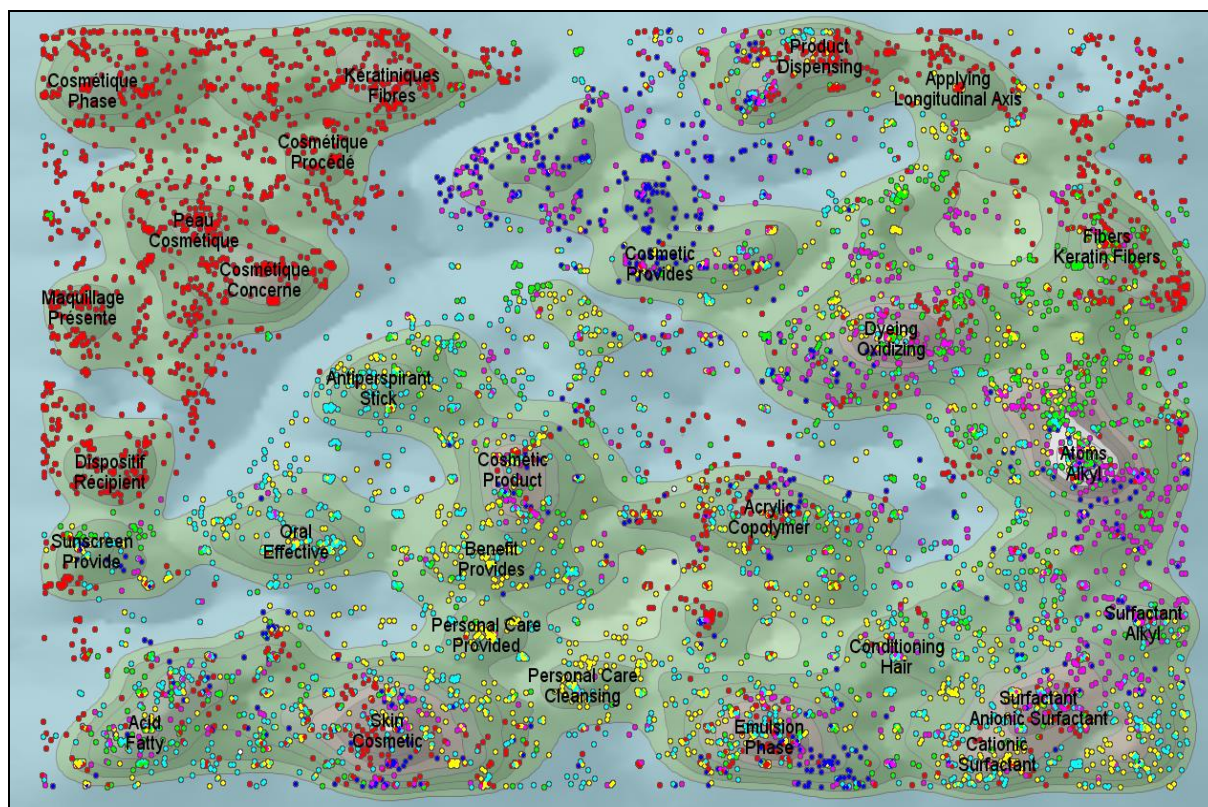 Product
Dispensing
Cosmétique
Phase
Kératiniques
Fibres
Applying
Longitudinal Axis
Cosmétique
Procédé
Peau
Cosmétique
Cosmetic
Provides
Fibers
Keratin Fibers
Cosmétique
Concerne
Maquillage
Présente
Dyeing
Oxidizing
Antiperspirant
Stick
Dispositif
Récipient
Cosmetic
Product
Atoms
Alkyl
Acrylic
Copolymer
Sunscreen
Provide
Oral
Effective
Benefit
Provides
Personal Care
Provided
Surfactant
Alkyl
Conditioning
Hair
Personal Care
Cleansing
Acid
Fatty
Skin
Cosmetic
Emulsion
Phase
Surfactant
Anionic Surfactant
Cationic
Surfactant